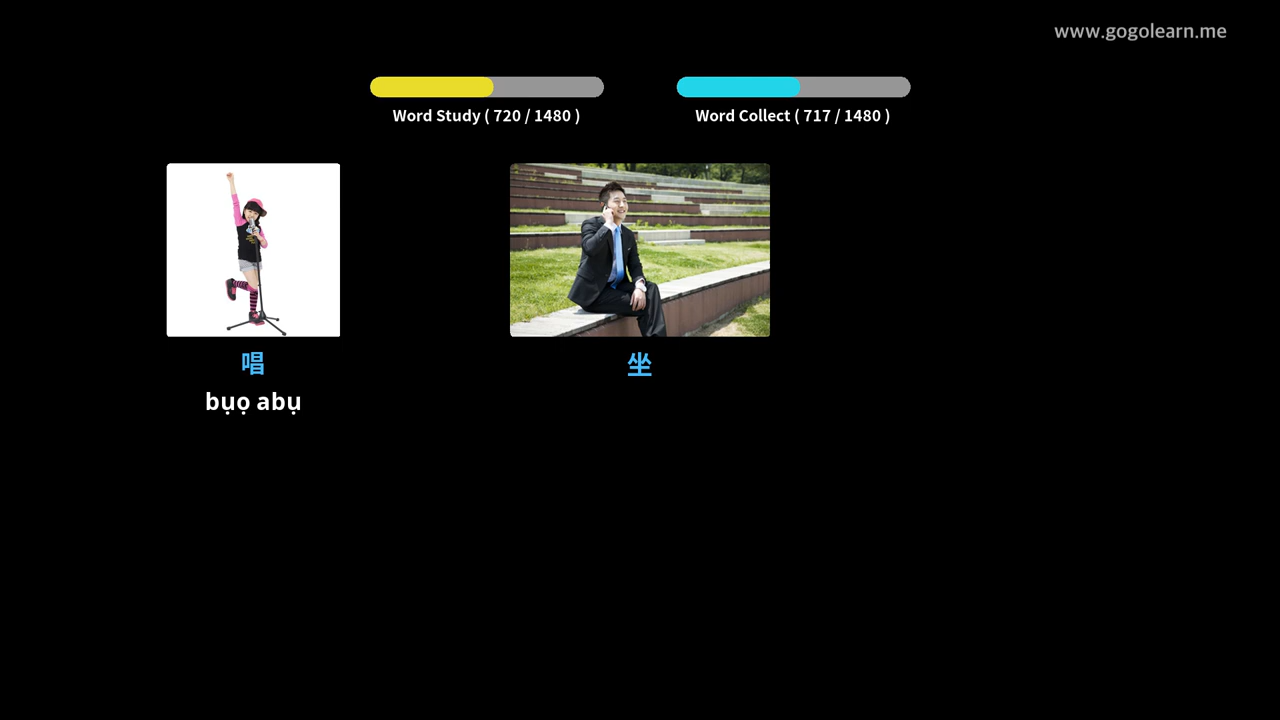 www.gogolearn.me
Word Study ( 720 / 1480 )
Word Collect ( 717 / 1480 )
唱
坐
bụọ abụ